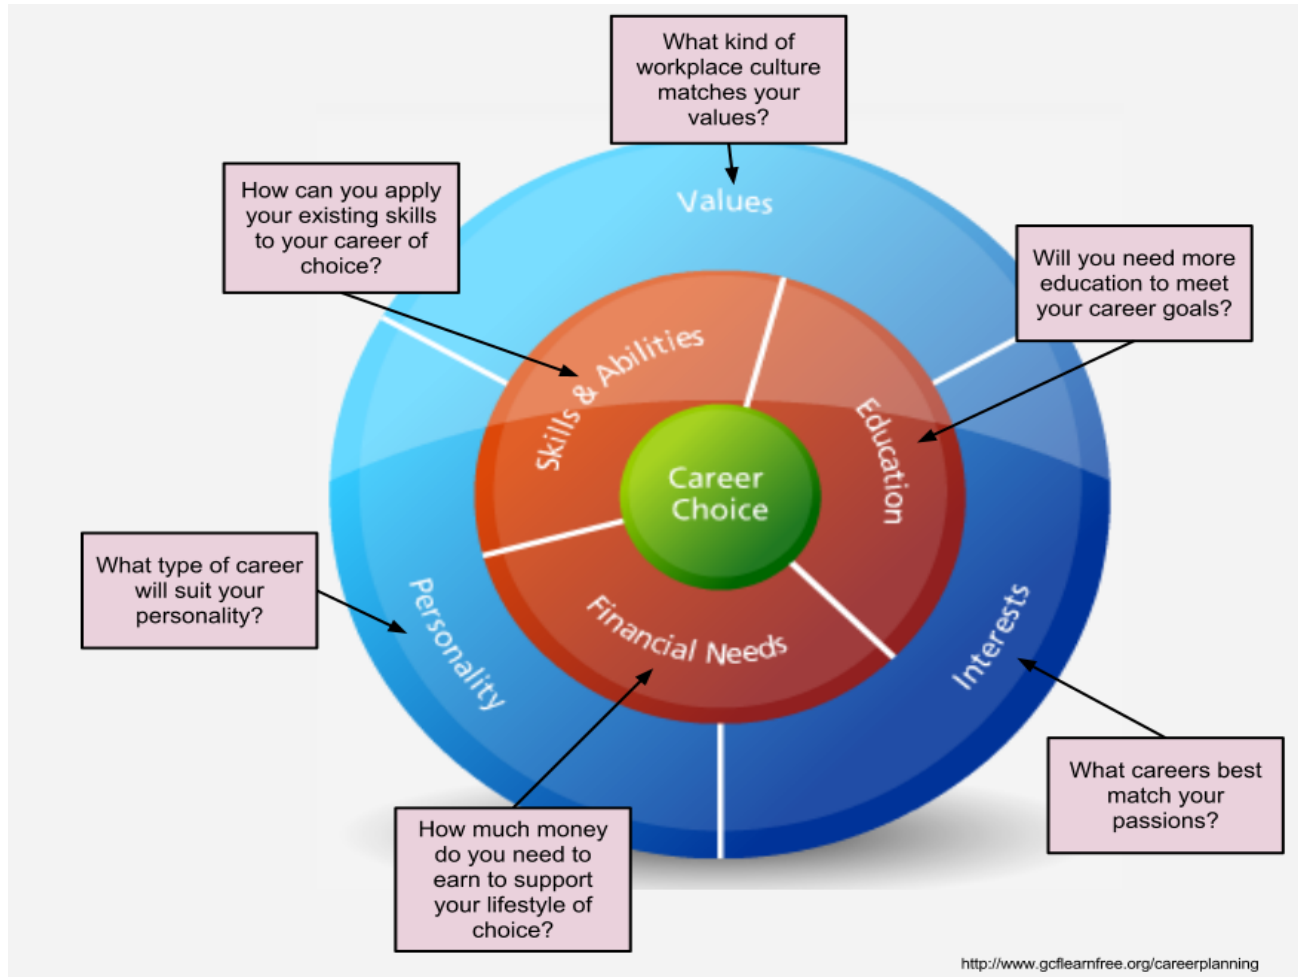 What kind of
workplace culture
matches your
values?
Values
How can you apply
your existing skills
to your career of
choice?
Will you need more
education to meet
your career goals?
Skills & Abilities
Education
Career
Choice
What type of career
will suit your
personality?
Personality
Financial Needs
Interests
What careers best
match your
passions?
How much money
do you need to
earn to support
your lifestyle of
choice?
http://www.gcflearnfree.org/careerplanning